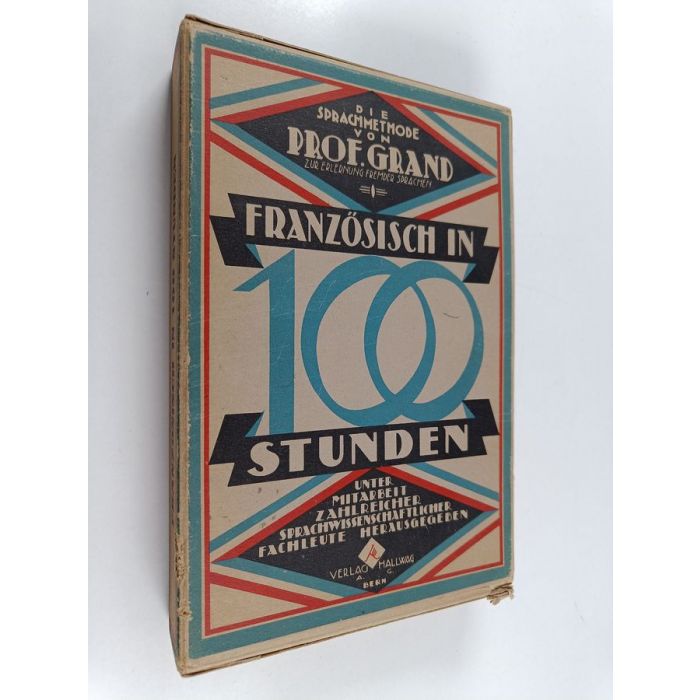 DIE
SPRACHMETHODE
VON
PROF. GRAND
ZUR ERLERNUNG FREMDER SPRACHEN
FRANZÖSISCH IN
100
STUNDEN
UNTER
MITARBEIT
ZAHLREICHER
SPRACHWISSENSCHAFTLICHER
FACHLEUTE HERAUSGEGEBEN
VERLAG HALLWAG
A. G.
BERN